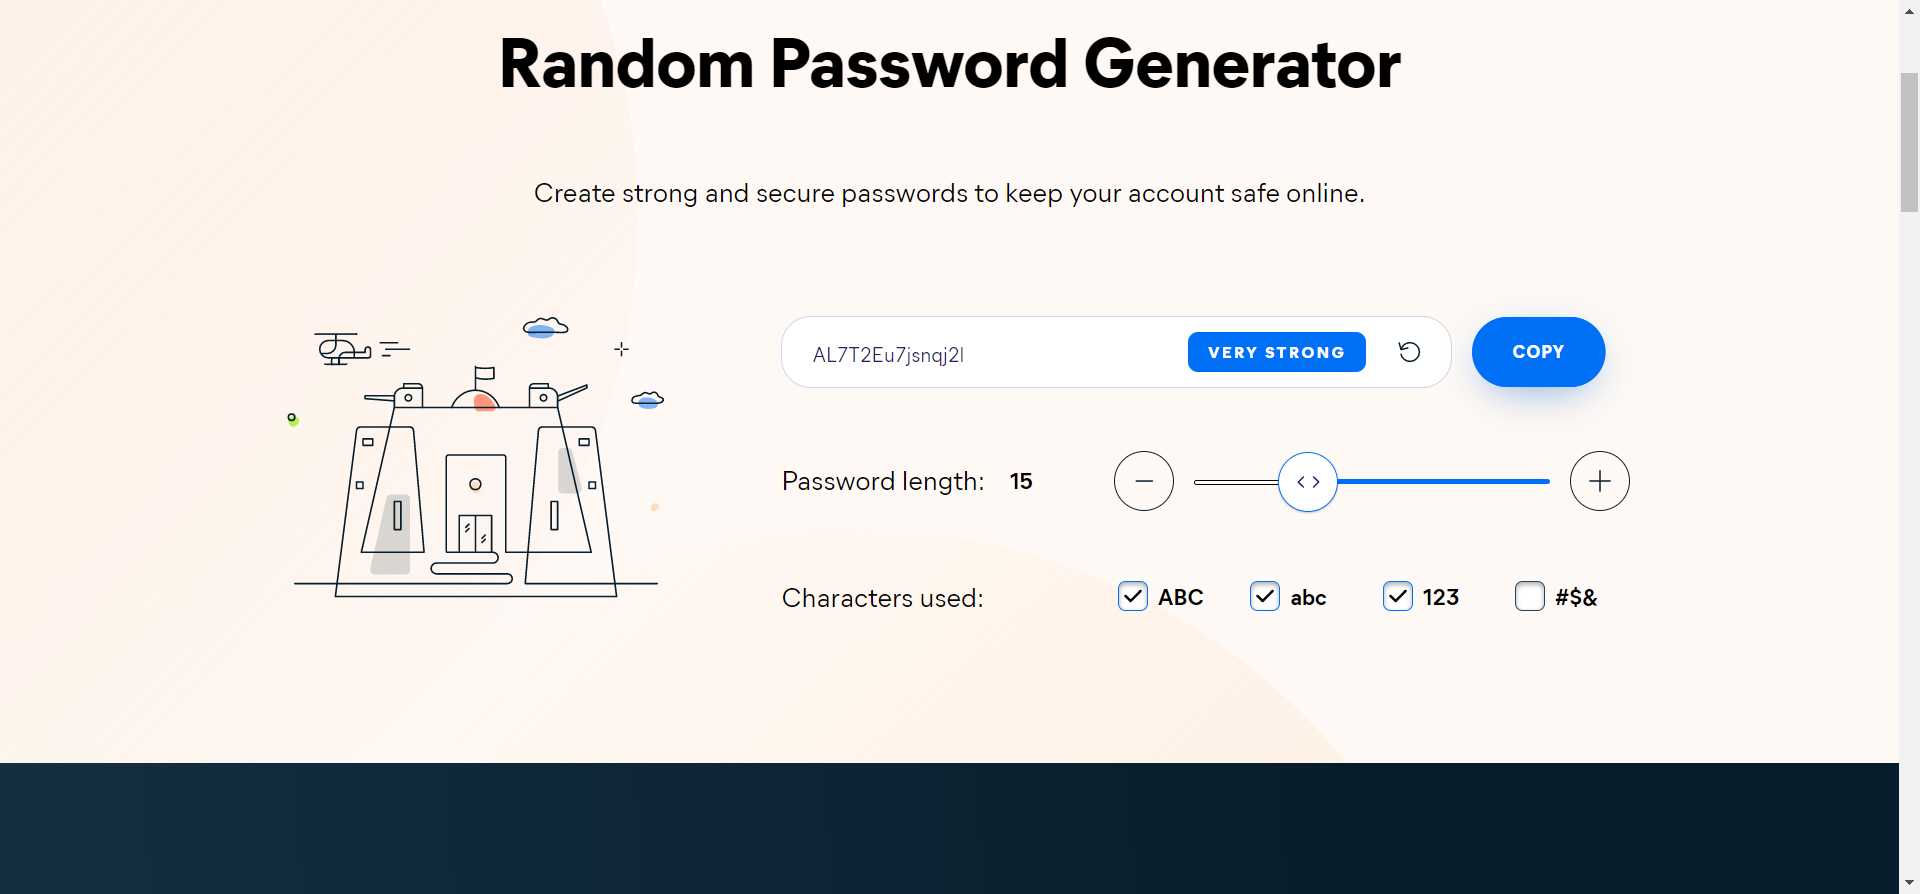 Random Password Generator
Create strong and secure passwords to keep your account safe online.
AL7T2Eu7jsnqj2l
VERY STRONG
COPY
Password length: 15
Characters used:
ABC
abc
123
#$&